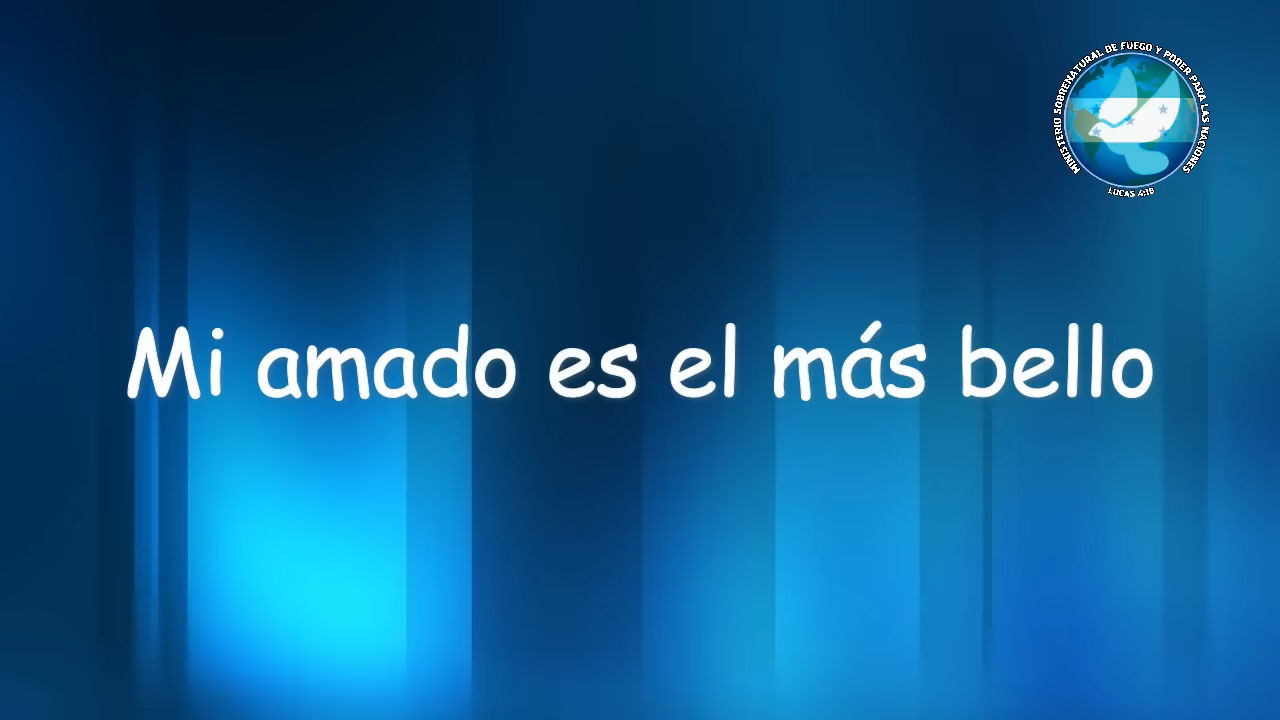 MINISTERIO SOBRENATURAL DE FUEGO Y PODER PARA LAS NACIONES
LUCAS 4:18
Mi amado es el más bello